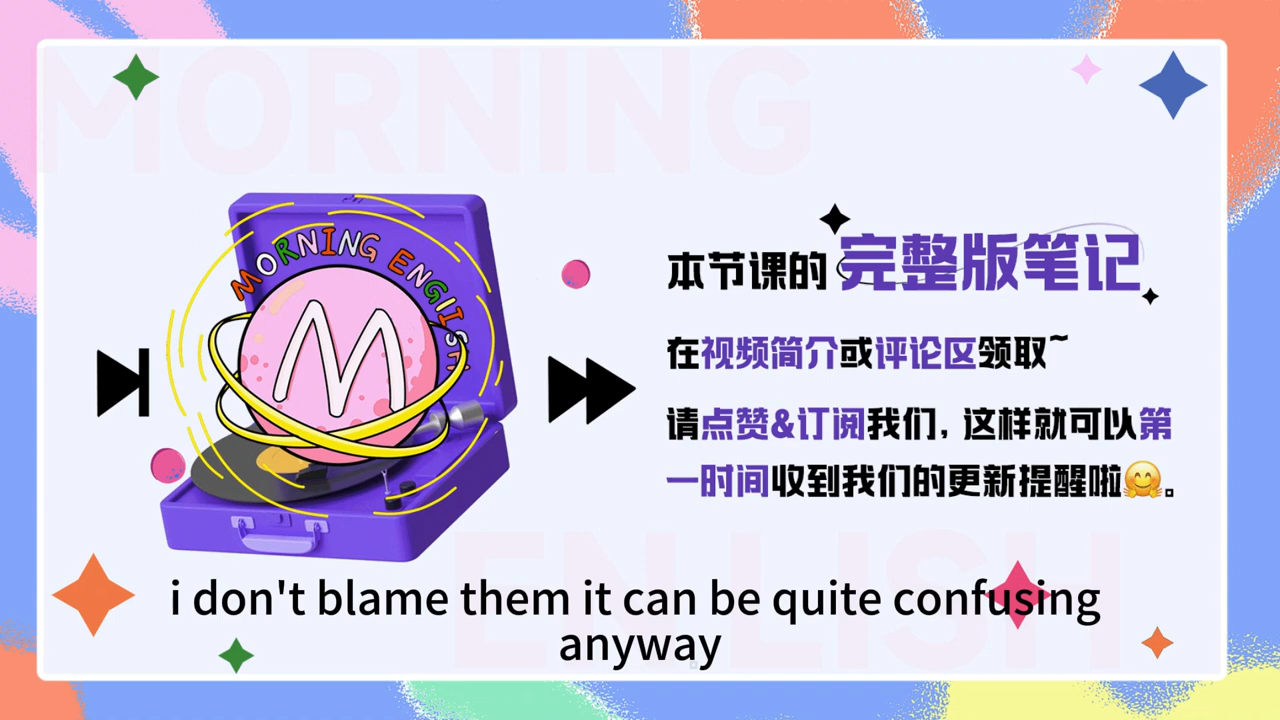 MORNING
MORNING ENGLISH
M
本节课的 完整版笔记
在视频简介或评论区领取~
请点赞&订阅我们，这样就可以第
一时间收到我们的更新提醒啦🤗。
ENGLISH
i don't blame them it can be quite confusing
anyway